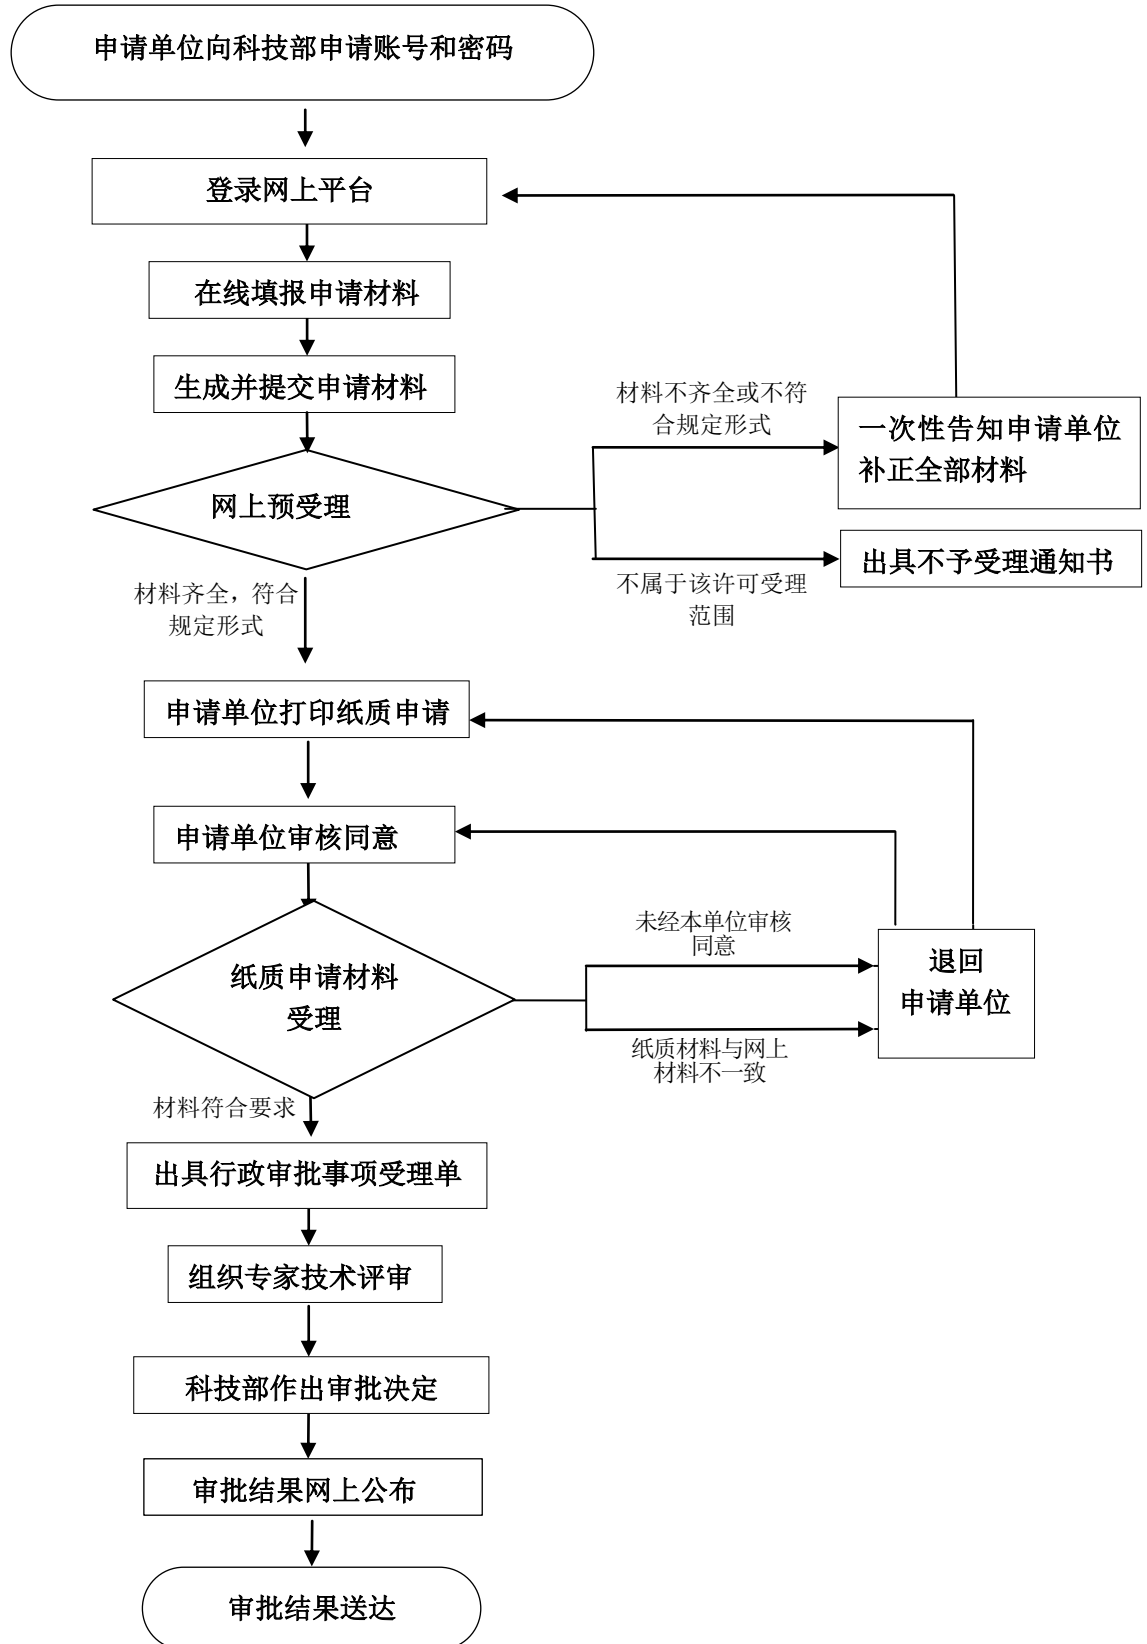 申请单位向科技部申请账号和密码
登录网上平台
在线填报申请材料
生成并提交申请材料
材料不齐全或不符
合规定形式
一次性告知申请单位
补正全部材料
网上预受理
出具不予受理通知书
不属于该许可受理
范围
材料齐全，符合
规定形式
申请单位打印纸质申请
申请单位审核同意
未经本单位审核
同意
退回
申请单位
纸质申请材料
受理
纸质材料与网上
材料不一致
材料符合要求
出具行政审批事项受理单
组织专家技术评审
科技部作出审批决定
审批结果网上公布
审批结果送达